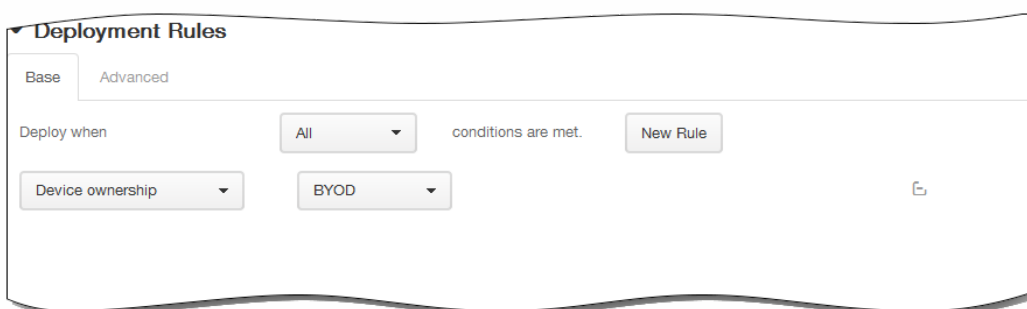 Deployment Rules
Base Advanced
Deploy when All conditions are met. New Rule
Device ownership BYOD